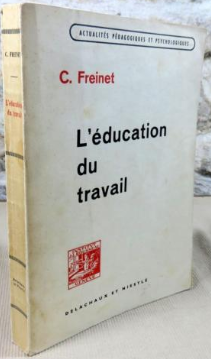 ACTUALITÉS PÉDAGOGIQUES ET PSYCHOLOGIQUES
C. Freinet
L'éducation
du
travail
DELACHAUX ET NIESTLÉ
C. FREINET
L'éducation du travail